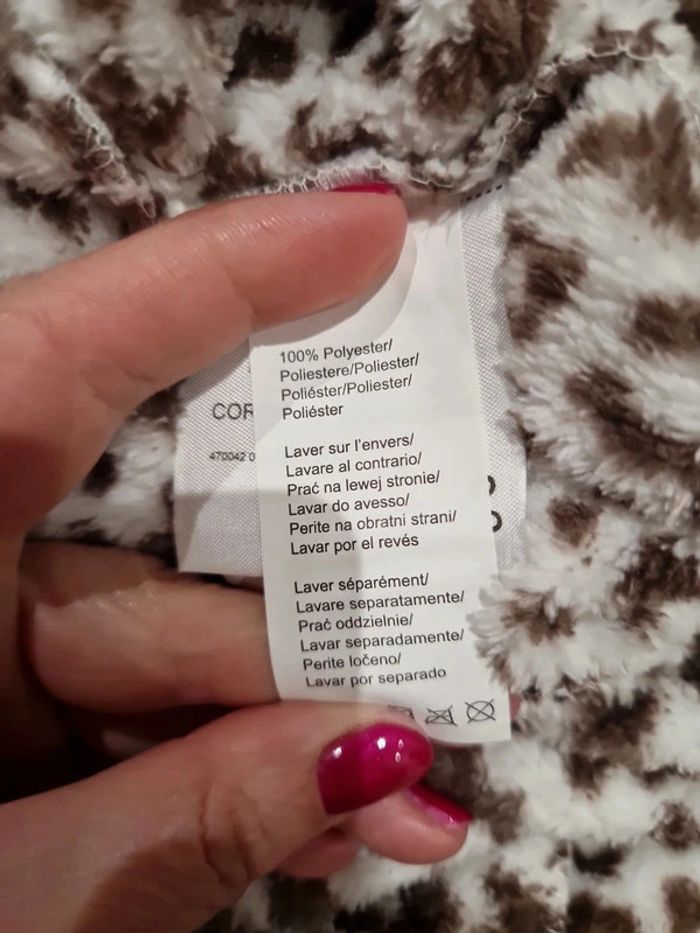 100% Polyester/
Poliestere/Poliester/
Poliéster/Poliester/
Poliéster
Laver sur l'envers/
Lavare al contrario/
Prać na lewej stronie/
Lavar do avesso/
Perite na obratni strani/
Lavar por el revés
Laver séparément/
Lavare separatamente/
Prać oddzielnie/
Lavar separadamente/
Perite ločeno/
Lavar por separado
COR
470042 0